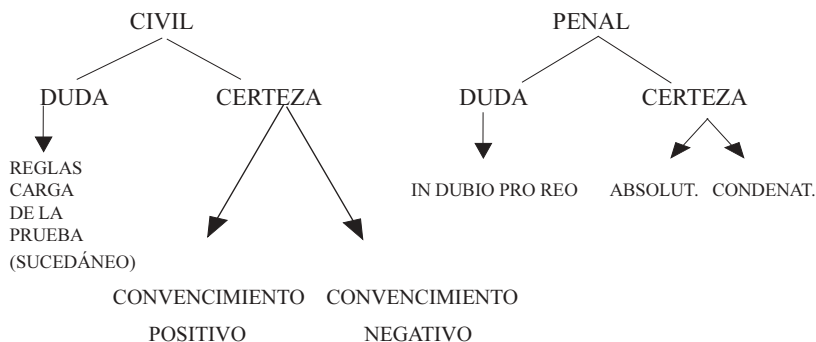 CIVIL
PENAL
DUDA
CERTEZA
DUDA
CERTEZA
REGLAS
CARGA
DE LA
PRUEBA
(SUCEDÁNEO)
IN DUBIO PRO REO
ABSOLUT.
CONDENAT.
CONVENCIMIENTO
POSITIVO
CONVENCIMIENTO
NEGATIVO